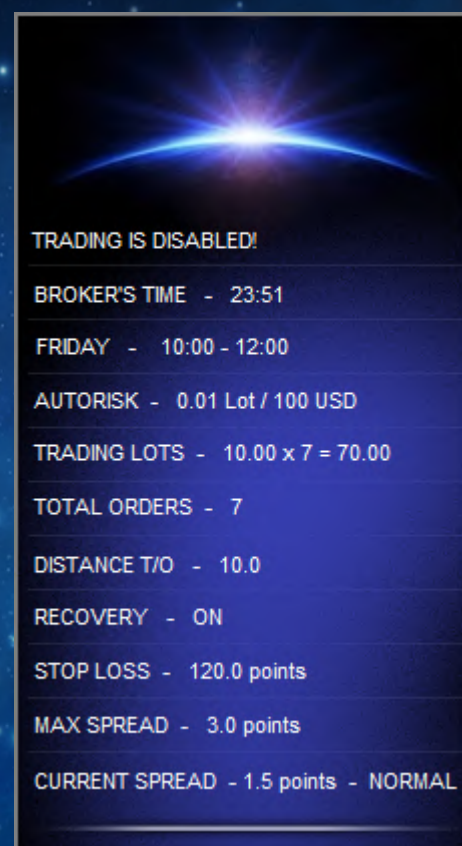 TRADING IS DISABLED!
BROKER'S TIME - 23:51
FRIDAY - 10:00 - 12:00
AUTORISK - 0.01 Lot / 100 USD
TRADING LOTS - 10.00 x 7 = 70.00
TOTAL ORDERS - 7
DISTANCE T/O - 10.0
RECOVERY - ON
STOP LOSS - 120.0 points
MAX SPREAD - 3.0 points
CURRENT SPREAD - 1.5 points - NORMAL